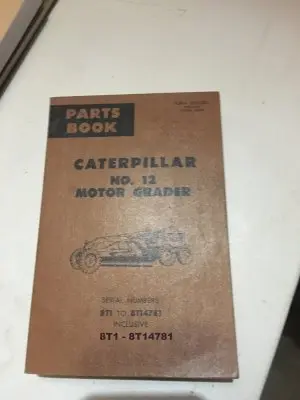 PARTS
BOOK
CATERPILLAR
NO. 12
MOTOR GRADER
SERIAL NUMBERS
8T1 TO 8T14781
INCLUSIVE
8T1 - 8T14781